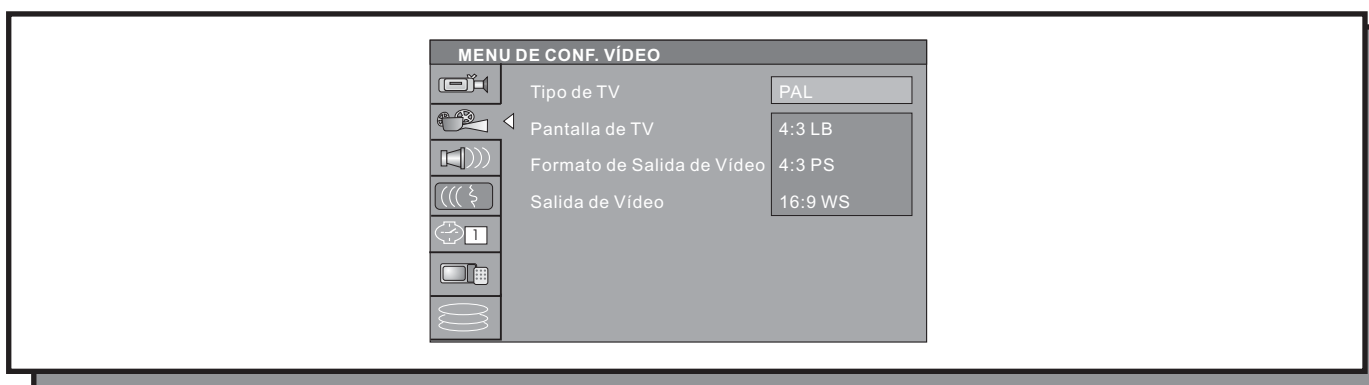 MENU DE CONF. VÍDEO
Tipo de TV PAL
Pantalla de TV 4:3 LB
Formato de Salida de Vídeo 4:3 PS
Salida de Vídeo 16:9 WS
1